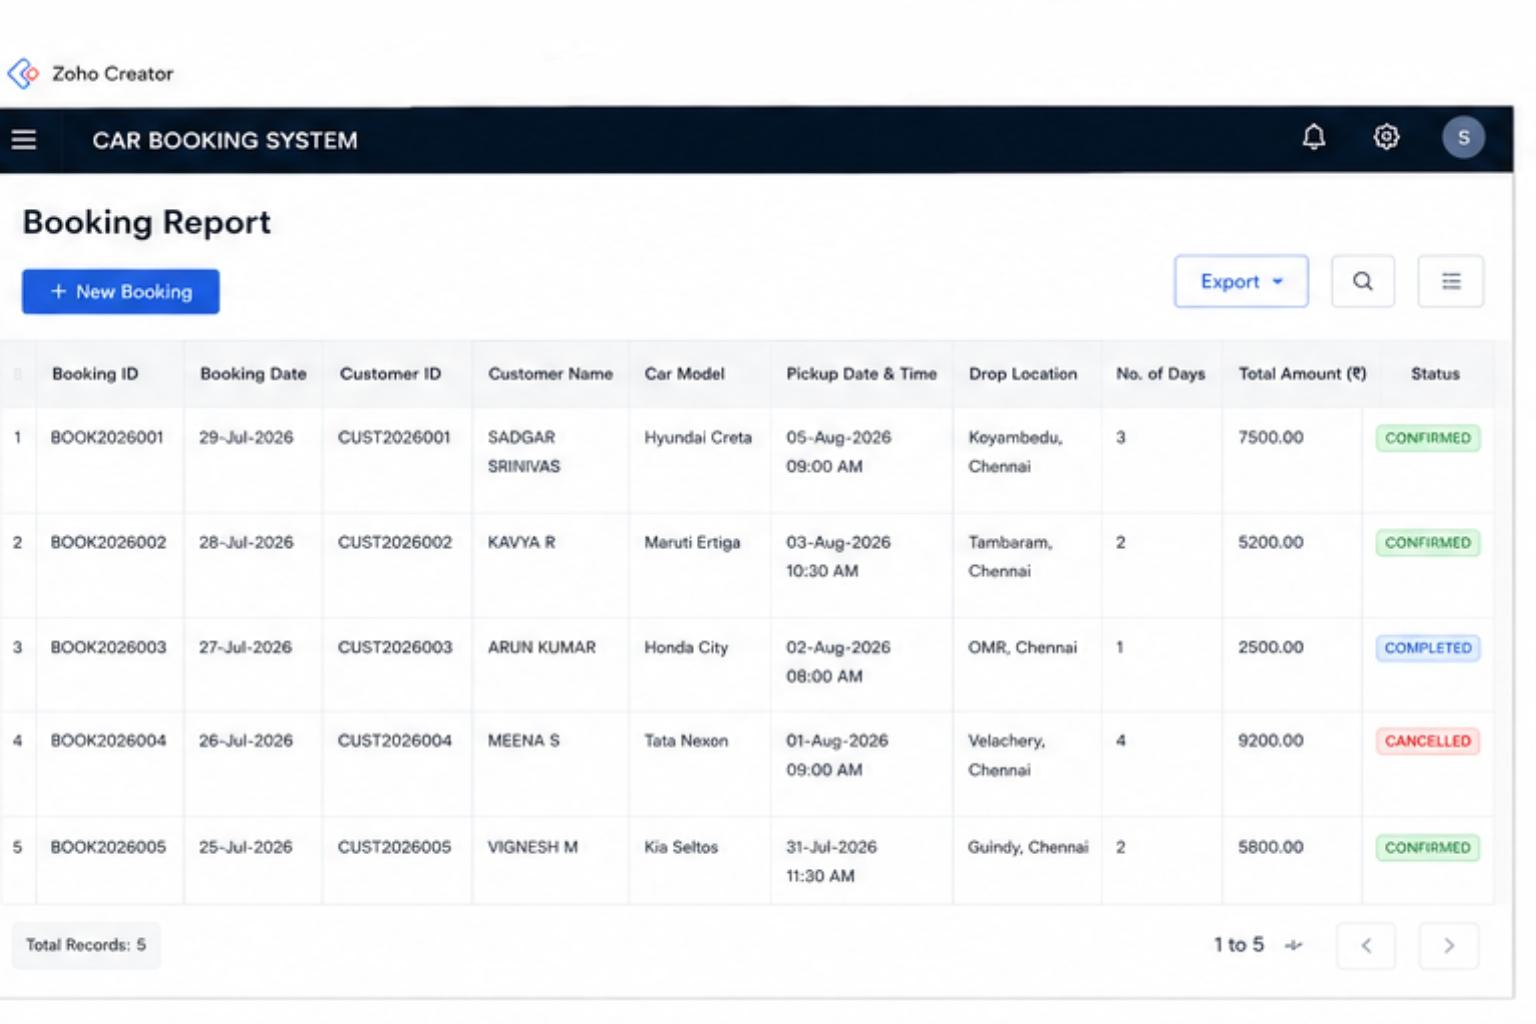 Zoho Creator
CAR BOOKING SYSTEM
S
Booking Report
+ New Booking
Export
Booking ID Booking Date Customer ID Customer Name Car Model Pickup Date & Time Drop Location No. of Days Total Amount (₹) Status
1 BOOK2026001 29-Jul-2026 CUST2026001 SADGAR Hyundai Creta 05-Aug-2026 Koyambedu, 3 7500.00 CONFIRMED
SRINIVAS 09:00 AM Chennai
2 BOOK2026002 28-Jul-2026 CUST2026002 KAVYA R Maruti Ertiga 03-Aug-2026 Tambaram, 2 5200.00 CONFIRMED
10:30 AM Chennai
3 BOOK2026003 27-Jul-2026 CUST2026003 ARUN KUMAR Honda City 02-Aug-2026 OMR, Chennai 1 2500.00 COMPLETED
08:00 AM
4 BOOK2026004 26-Jul-2026 CUST2026004 MEENA S Tata Nexon 01-Aug-2026 Velachery, 4 9200.00 CANCELLED
09:00 AM Chennai
5 BOOK2026005 25-Jul-2026 CUST2026005 VIGNESH M Kia Seltos 31-Jul-2026 Guindy, Chennai 2 5800.00 CONFIRMED
11:30 AM
Total Records: 5
1 to 5